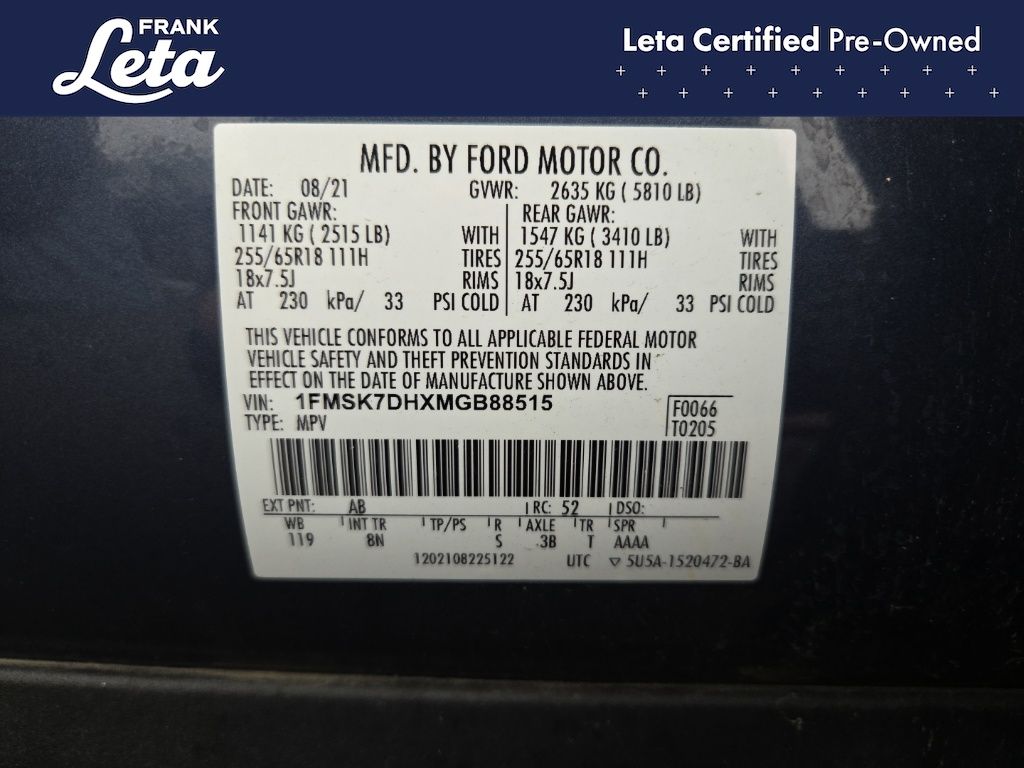 FRANK
Leta
Leta Certified Pre-Owned
MFD. BY FORD MOTOR CO.
DATE: 08/21 GVWR: 2635 KG ( 5810 LB)
FRONT GAWR: REAR GAWR:
1141 KG ( 2515 LB) WITH 1547 KG ( 3410 LB) WITH
255/65R18 111H TIRES 255/65R18 111H TIRES
18x7.5J RIMS 18x7.5J RIMS
AT 230 kPa/ 33 PSI COLD AT 230 kPa/ 33 PSI COLD
THIS VEHICLE CONFORMS TO ALL APPLICABLE FEDERAL MOTOR
VEHICLE SAFETY AND THEFT PREVENTION STANDARDS IN
EFFECT ON THE DATE OF MANUFACTURE SHOWN ABOVE.
VIN: 1FMSK7DHXMGB88515 F0066
TYPE: MPV T0205
EXT PNT: AB RC: 52 DSO:
WB INT TR TP/PS R AXLE TR SPR
119 8N S 3B T AAAA
1202108225122 UTC ▽ 5U5A-1520472-BA